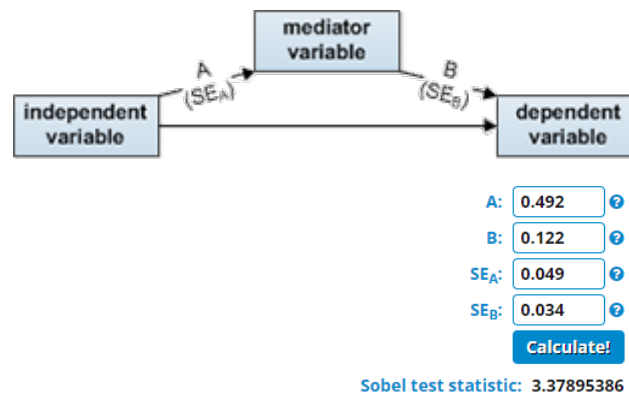 mediator
variable
A
(SEA)
B
(SEB)
independent
variable
dependent
variable
A: 0.492 ?
B: 0.122 ?
SEA: 0.049 ?
SEB: 0.034 ?
Calculate!
Sobel test statistic: 3.37895386